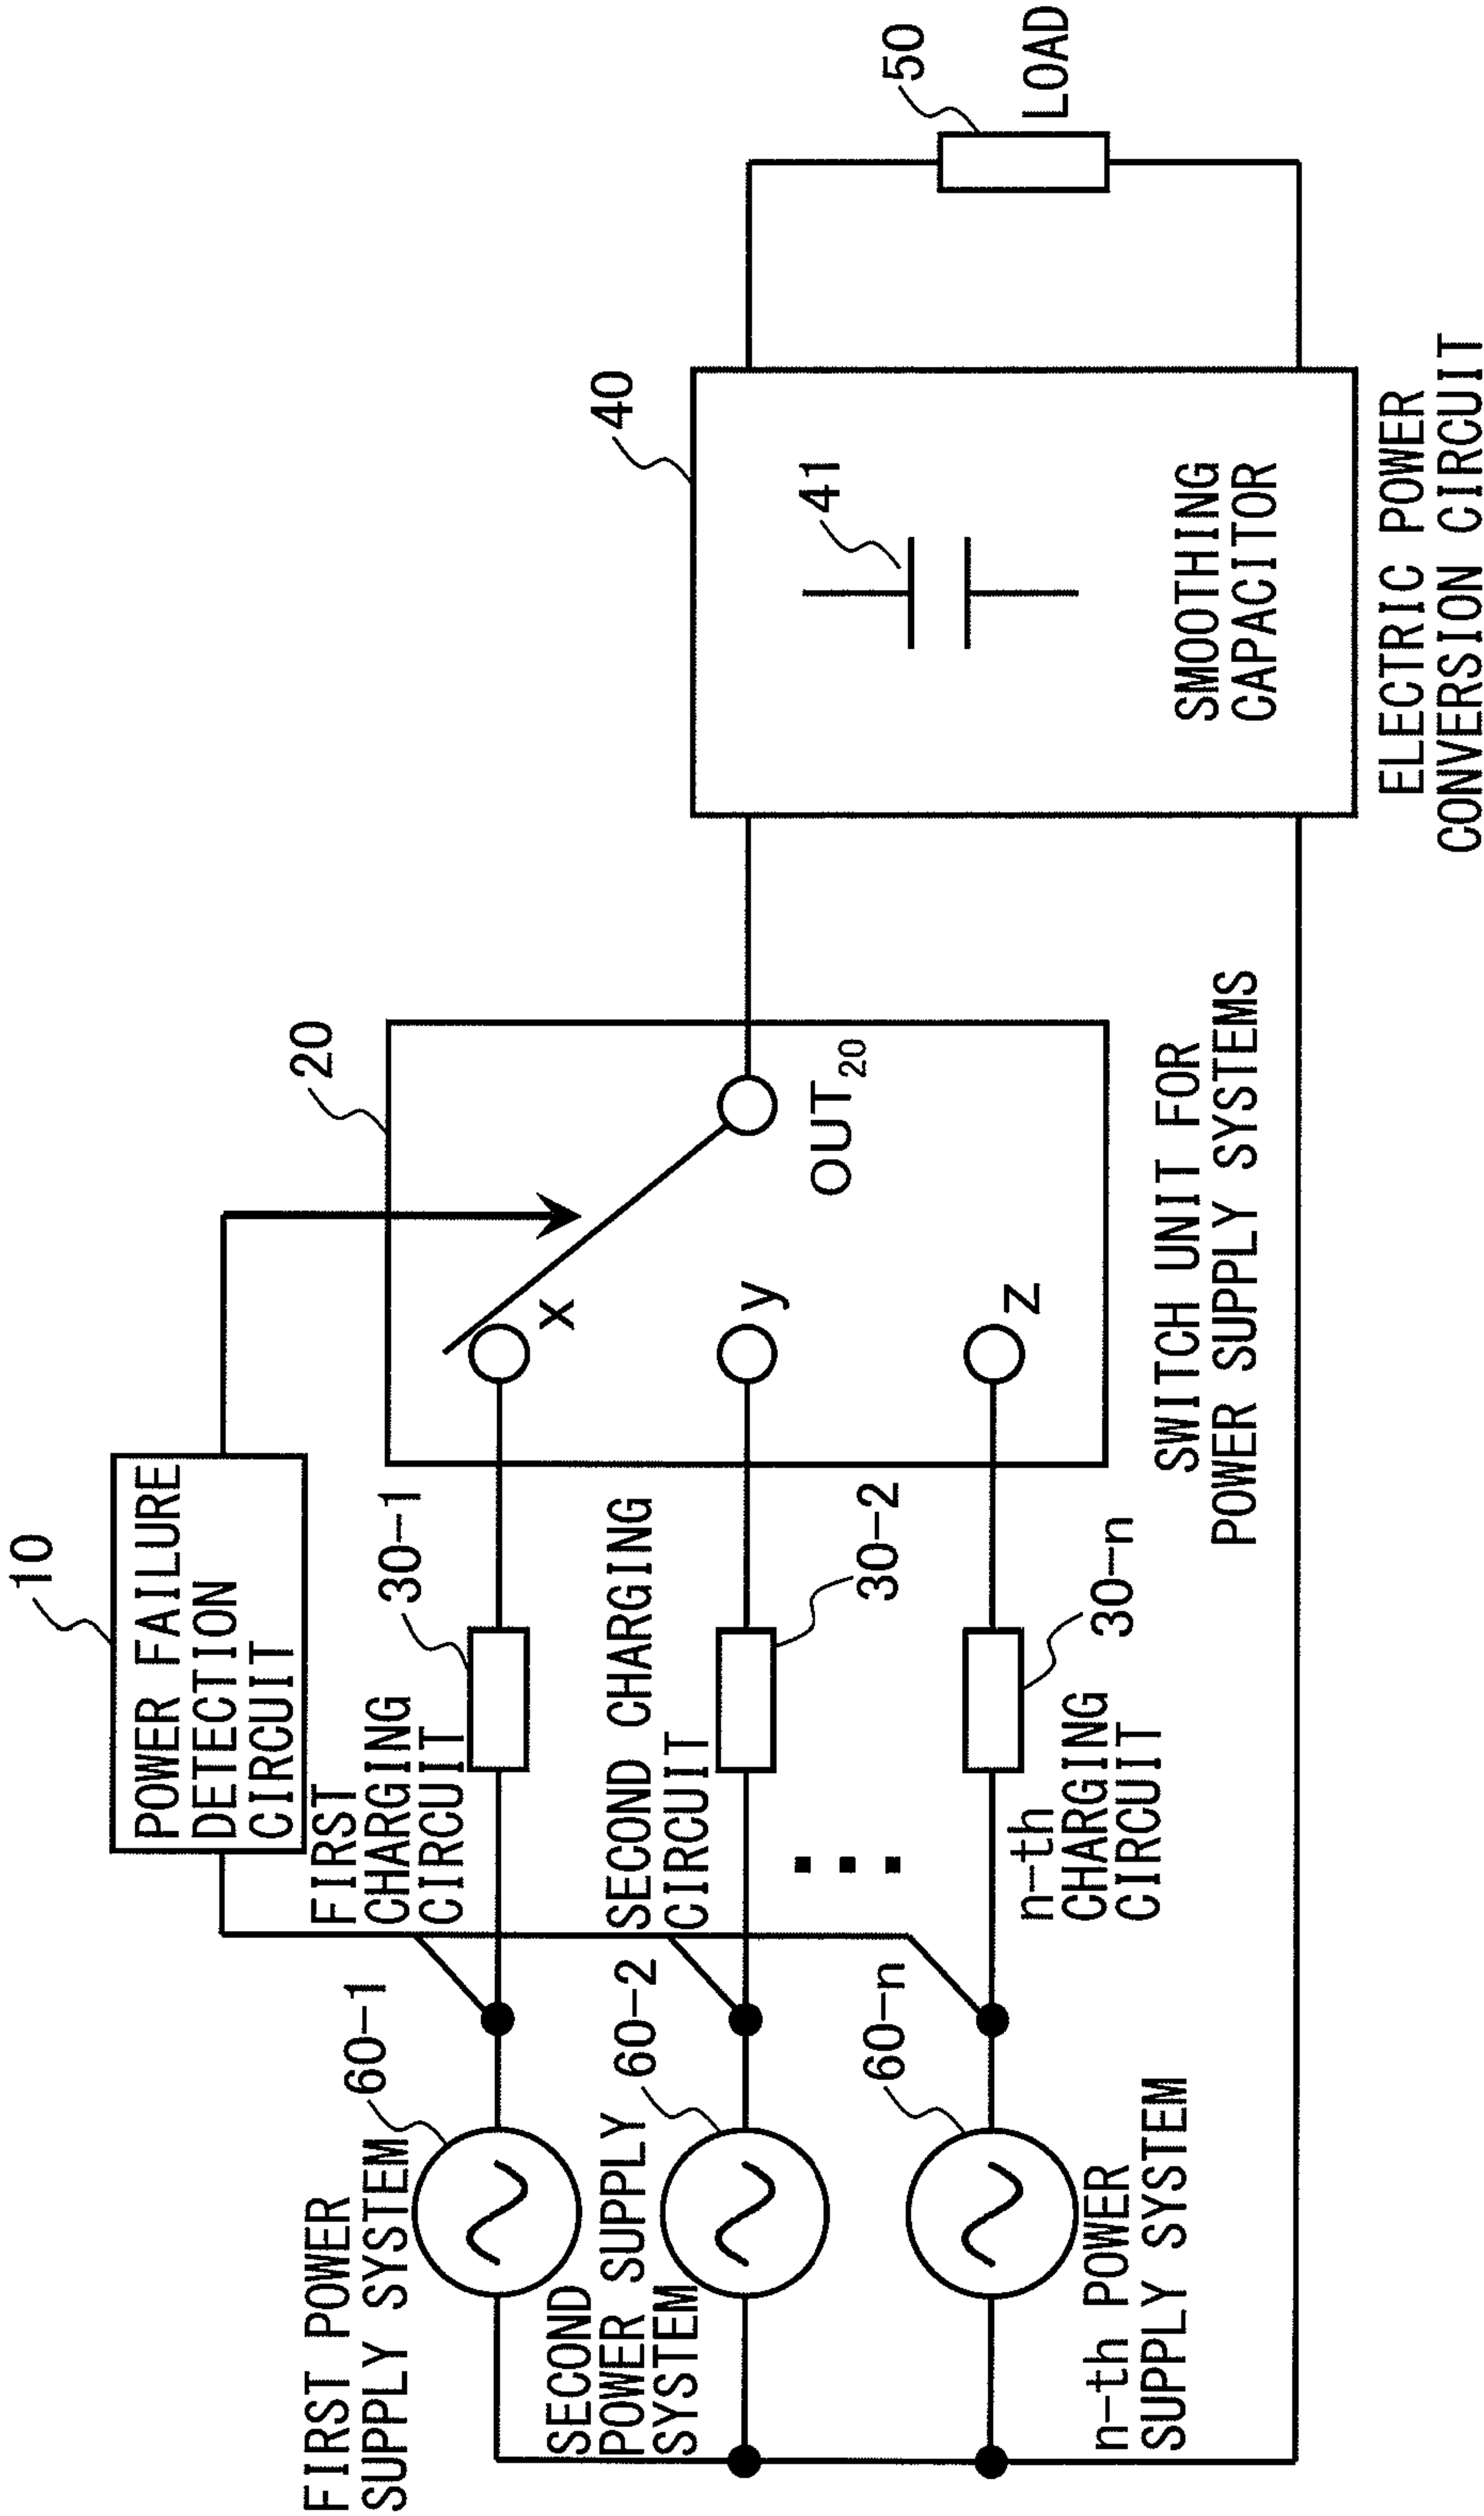 10
POWER FAILURE
DETECTION
CIRCUIT
FIRST POWER
SUPPLY SYSTEM
60-1
FIRST
CHARGING
CIRCUIT
30-1
20
x
y
z
OUT20
SWITCH UNIT FOR
POWER SUPPLY SYSTEMS
SECOND
POWER SUPPLY
SYSTEM
60-2
SECOND CHARGING
CIRCUIT
30-2
n-th POWER
SUPPLY SYSTEM
60-n
n-th
CHARGING
CIRCUIT
30-n
40
41
SMOOTHING
CAPACITOR
ELECTRIC POWER
CONVERSION CIRCUIT
50
LOAD